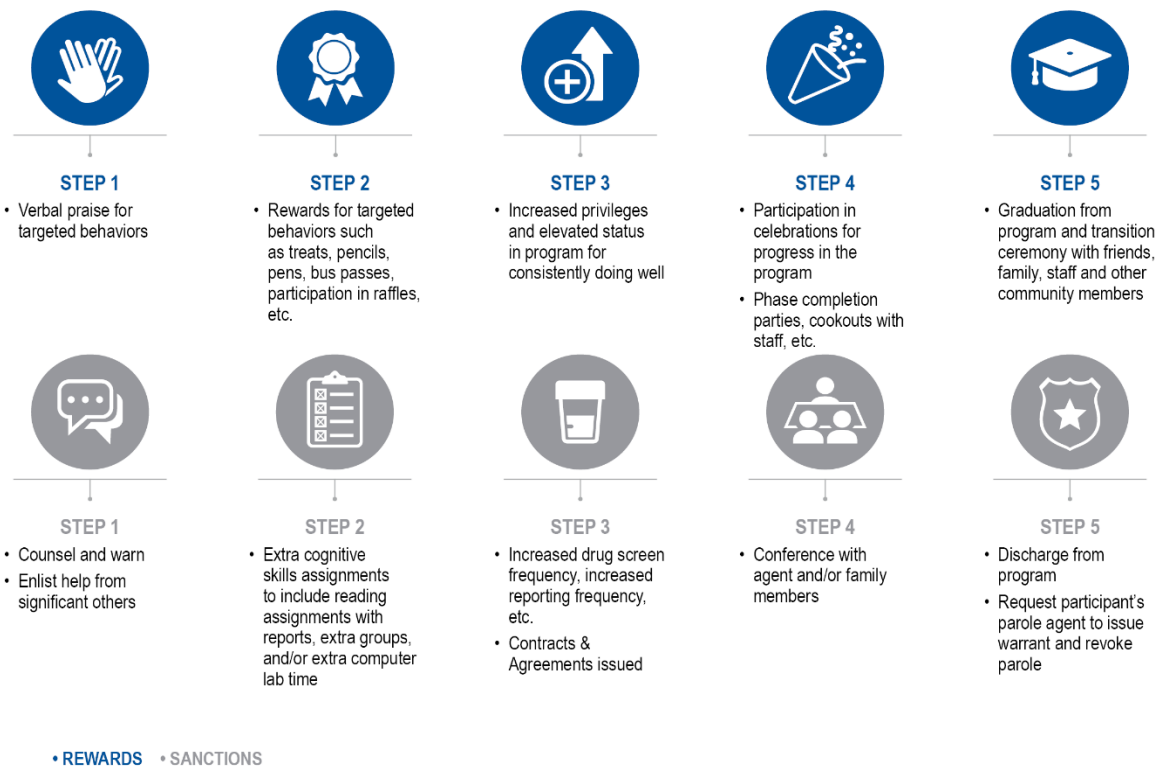 STEP 1
• Verbal praise for
targeted behaviors
STEP 2
• Rewards for targeted
behaviors such
as treats, pencils,
pens, bus passes,
participation in raffles,
etc.
STEP 3
• Increased privileges
and elevated status
in program for
consistently doing well
STEP 4
• Participation in
celebrations for
progress in the
program
• Phase completion
parties, cookouts with
staff, etc.
STEP 5
• Graduation from
program and transition
ceremony with friends,
family, staff and other
community members
STEP 1
• Counsel and warn
• Enlist help from
significant others
STEP 2
• Extra cognitive
skills assignments
to include reading
assignments with
reports, extra groups,
and/or extra computer
lab time
STEP 3
• Increased drug screen
frequency, increased
reporting frequency,
etc.
• Contracts &
Agreements issued
STEP 4
• Conference with
agent and/or family
members
STEP 5
• Discharge from
program
• Request participant’s
parole agent to issue
warrant and revoke
parole
• REWARDS • SANCTIONS